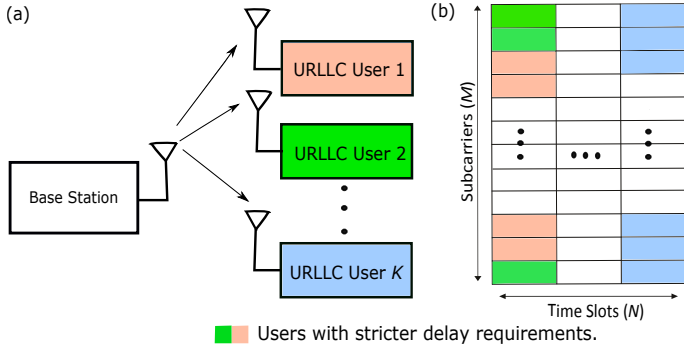 (a)
URLLC User 1
URLLC User 2
Base Station
URLLC User K
(b)
Subcarriers (M)
Time Slots (N)
Users with stricter delay requirements.